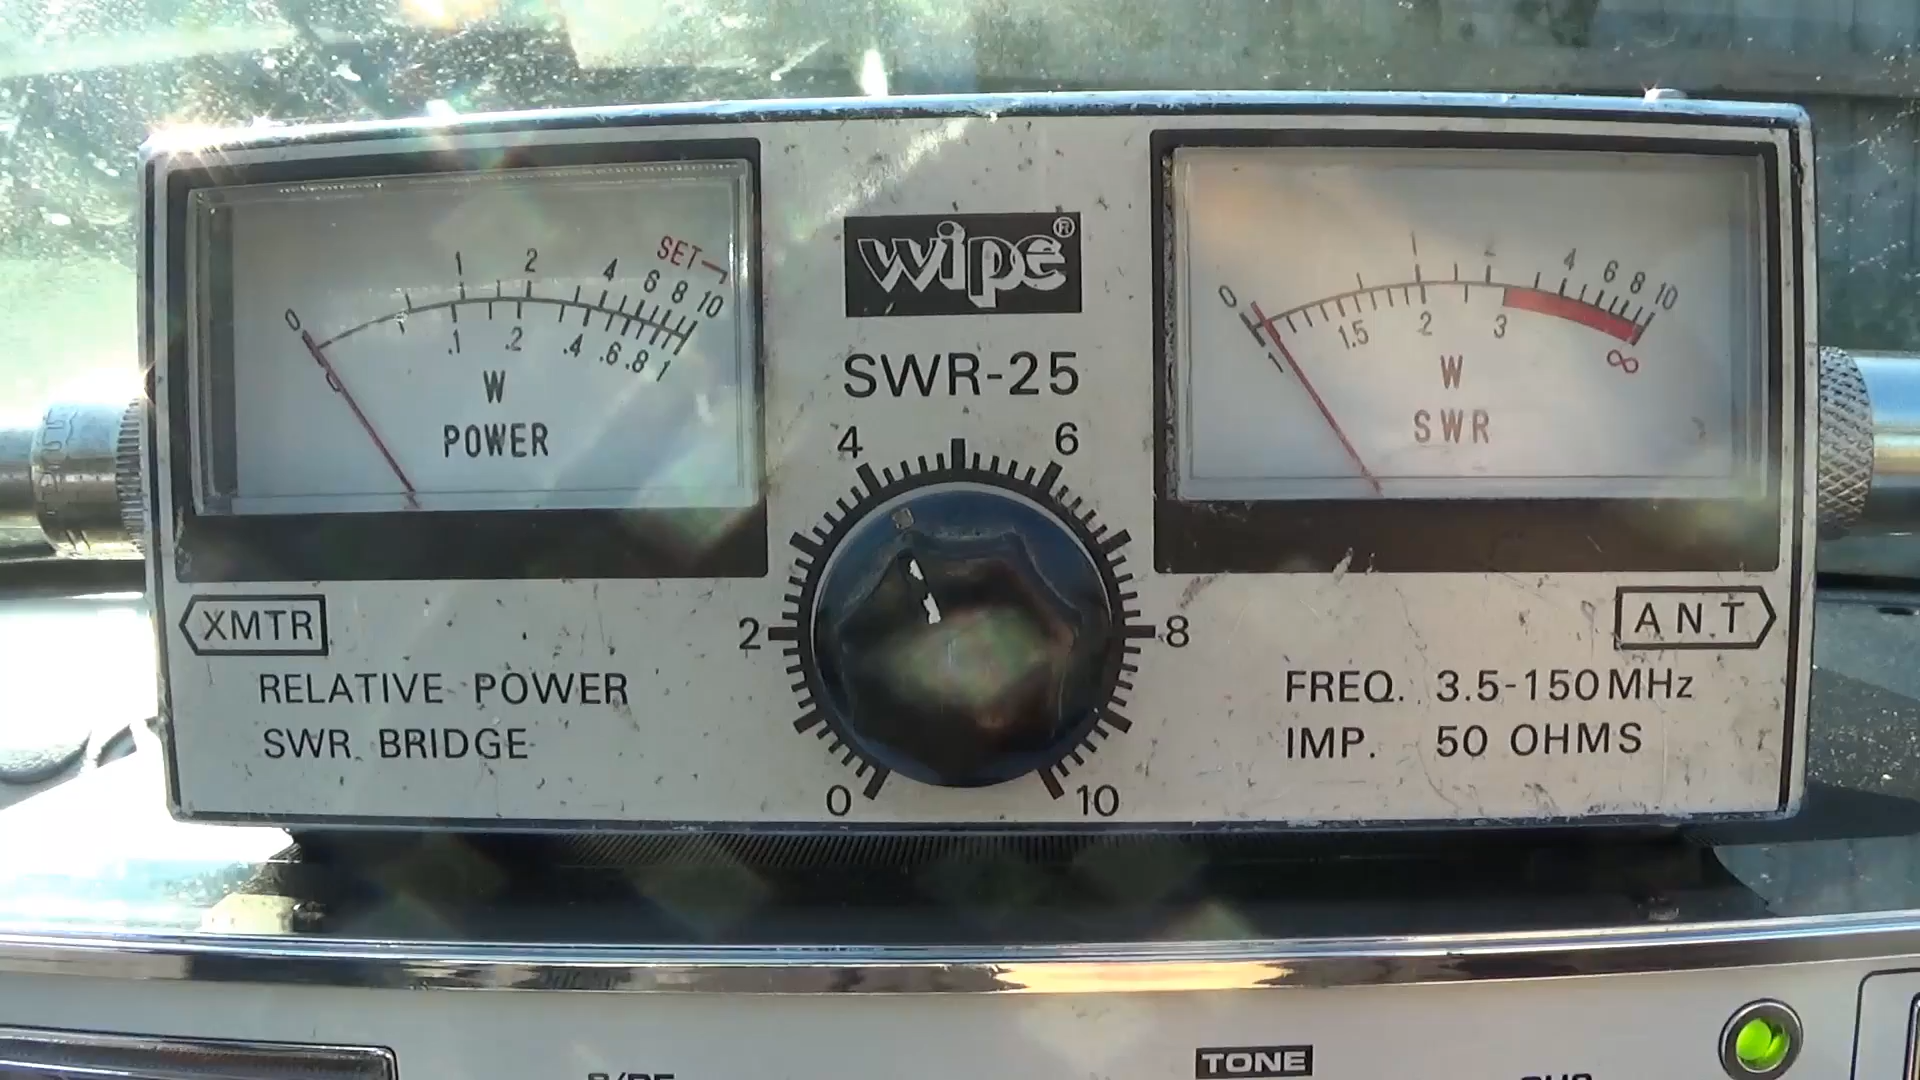 SET
0 1 2 4 6 8 10
0 .1 .2 .4 .6 .8 1
W
POWER
wipe®
SWR-25
0 1 2 4 6 8 10
1 1.5 2 3 ∞
W
SWR
4 6
2 8
0 10
XMTR
RELATIVE POWER
SWR BRIDGE
ANT
FREQ. 3.5-150MHz
IMP. 50 OHMS
TONE